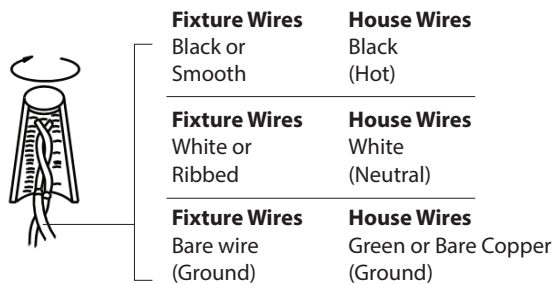 Fixture Wires House Wires
Black or Black
Smooth (Hot)
Fixture Wires House Wires
White or White
Ribbed (Neutral)
Fixture Wires House Wires
Bare wire Green or Bare Copper
(Ground) (Ground)